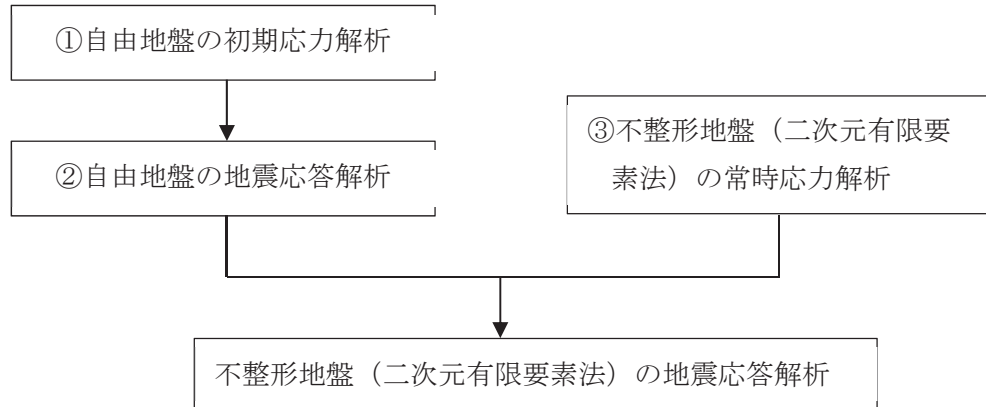 ①自由地盤の初期応力解析
②自由地盤の地震応答解析
③不整形地盤（二次元有限要
素法）の常時応力解析
不整形地盤（二次元有限要素法）の地震応答解析